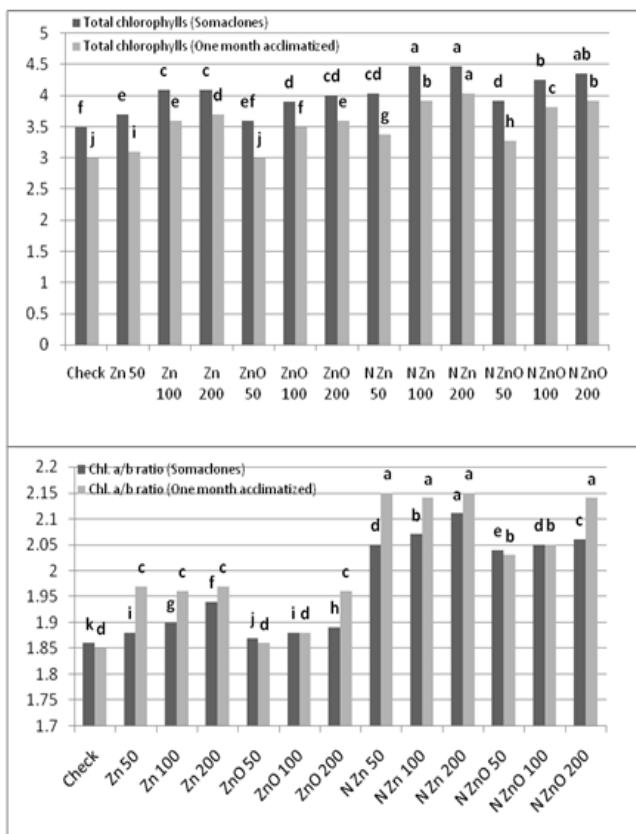 Total chlorophylls (Somaclones)
Total chlorophylls (One month acclimatized)
5
4.5
4
3.5
3
2.5
2
1.5
1
0.5
0
f j e i c e c d ef j d f cd e cd g a b a a d h b c ab b
Check Zn 50 Zn 100 Zn 200 ZnO 50 ZnO 100 ZnO 200 N Zn 50 N Zn 100 N Zn 200 N ZnO 50 N ZnO 100 N ZnO 200
Chl. a/b ratio (Somaclones)
Chl. a/b ratio (One month acclimatized)
2.2
2.15
2.1
2.05
2
1.95
1.9
1.85
1.8
1.75
1.7
k d i c g c f c j d i d h c d a b a a a e b d b c a
Check Zn 50 Zn 100 Zn 200 ZnO 50 ZnO 100 ZnO 200 N Zn 50 N Zn 100 N Zn 200 N ZnO 50 N ZnO 100 N ZnO 200